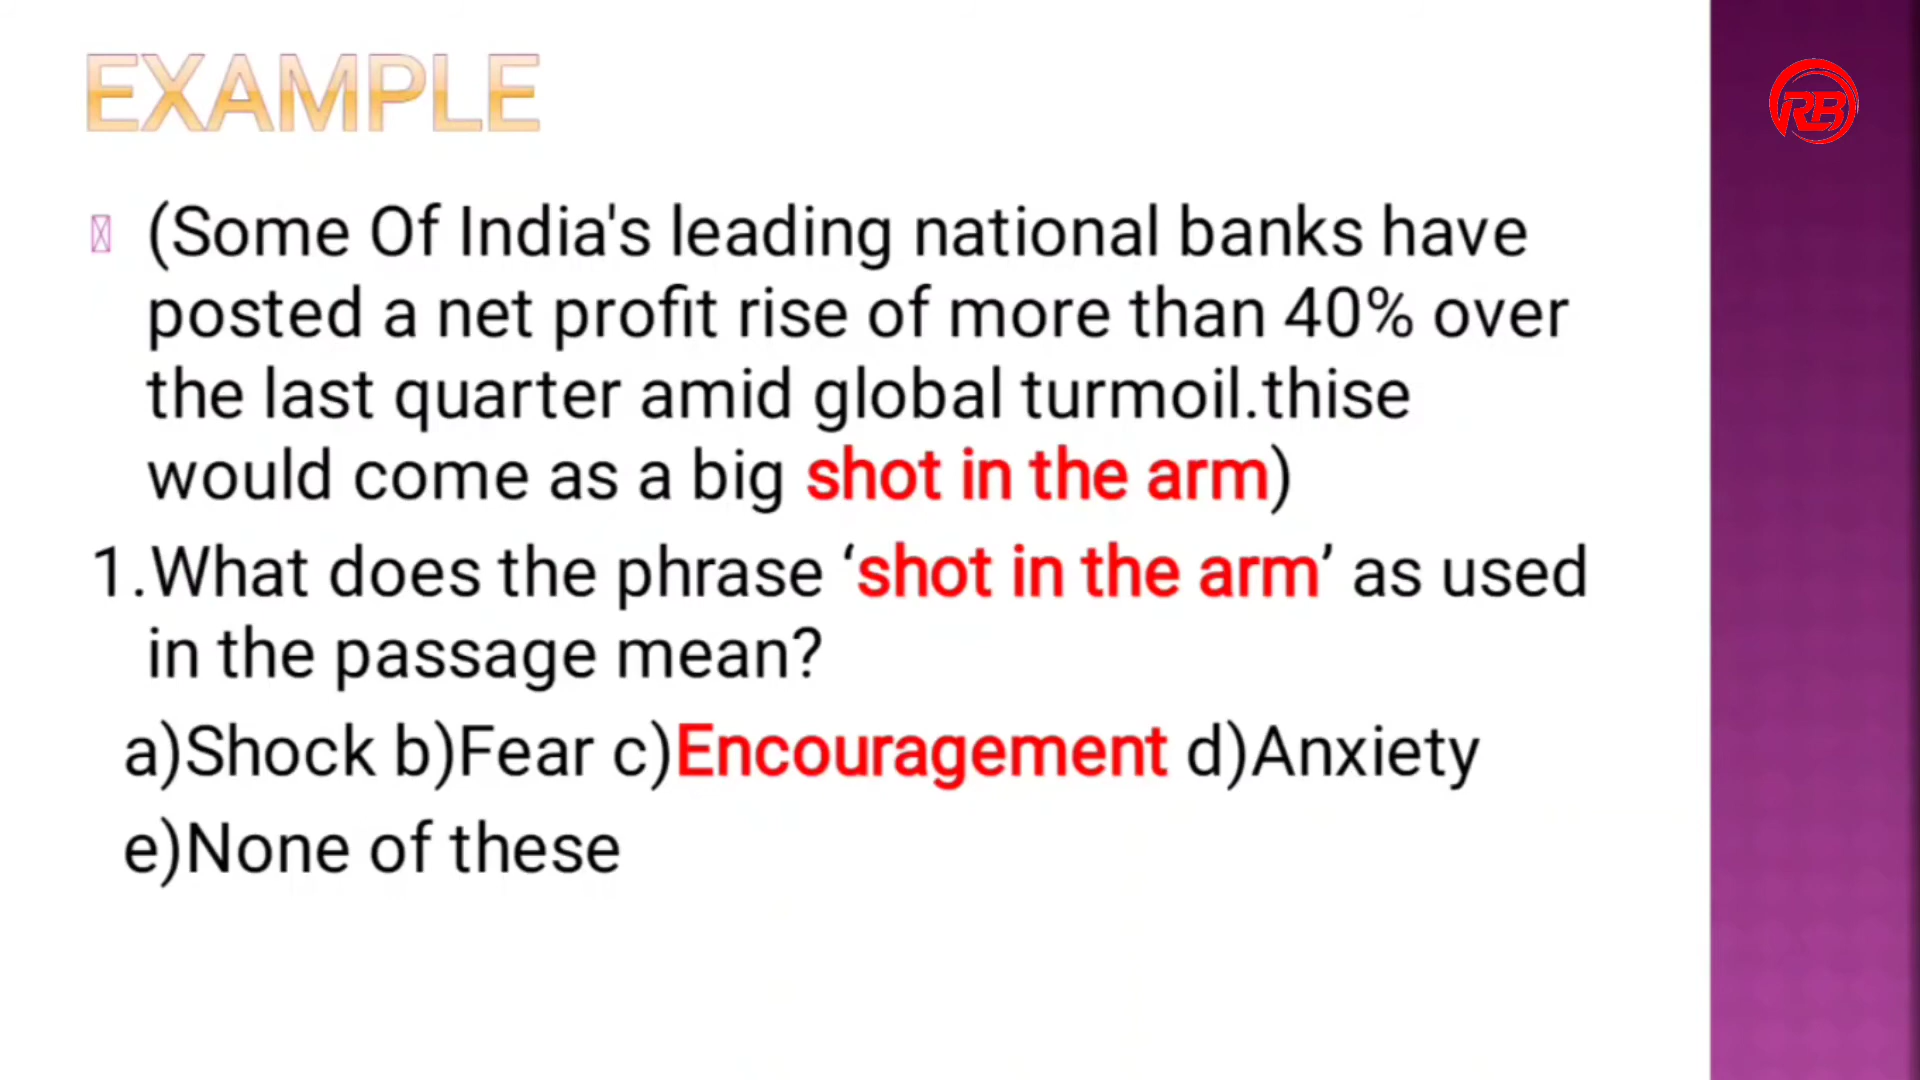 EXAMPLE
RB
(Some Of India's leading national banks have
posted a net profit rise of more than 40% over
the last quarter amid global turmoil.thise
would come as a big shot in the arm)
1.What does the phrase ‘shot in the arm’ as used
in the passage mean?
a)Shock b)Fear c)Encouragement d)Anxiety
e)None of these